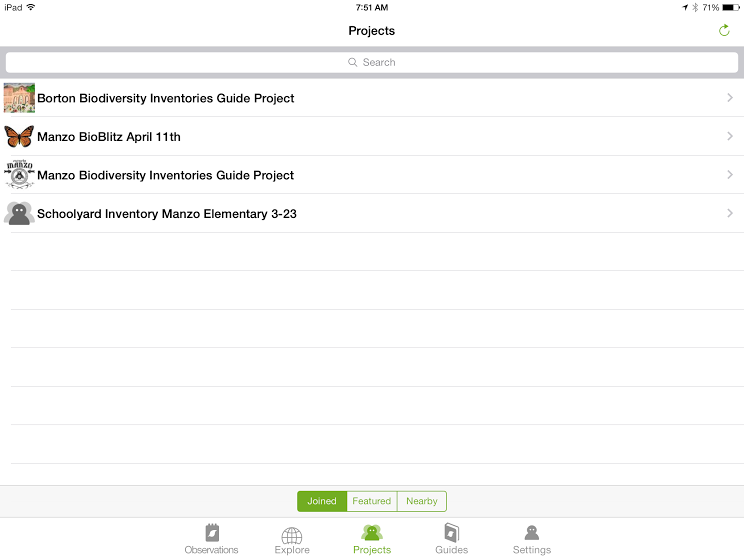 iPad 7:51 AM 71%
Projects
Search
Borton Biodiversity Inventories Guide Project
Manzo BioBlitz April 11th
MANZO
Manzo Biodiversity Inventories Guide Project
Schoolyard Inventory Manzo Elementary 3-23
Joined Featured Nearby
Observations Explore Projects Guides Settings